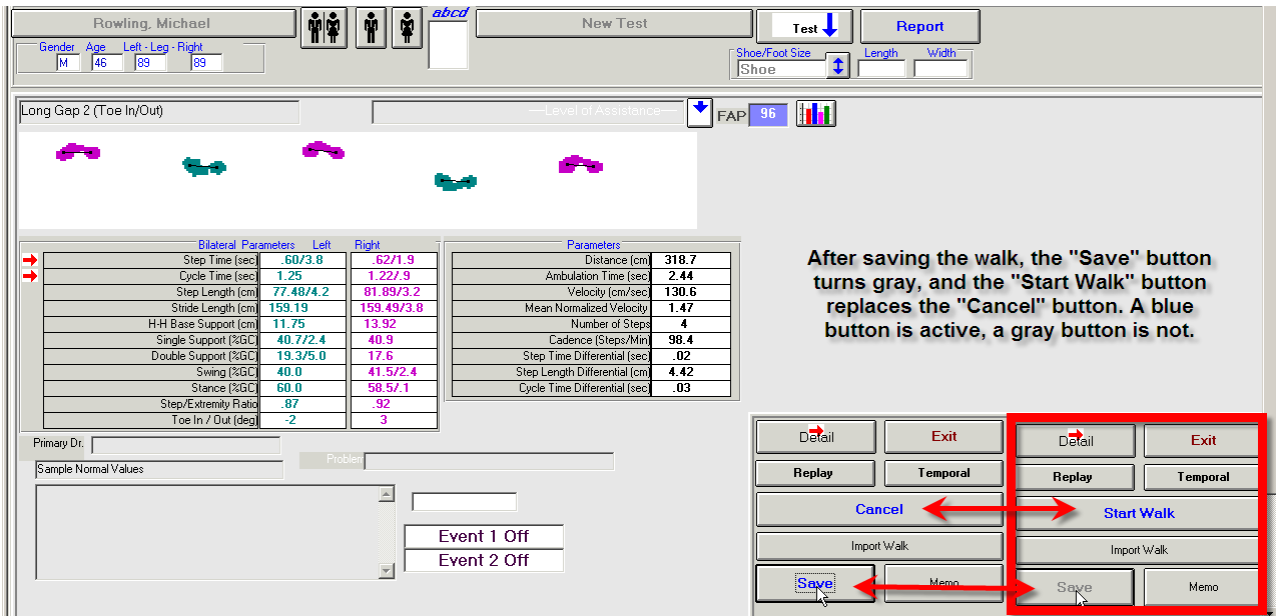 Rowling, Michael
abcd
New Test
Test
Report
Gender Age Left - Leg - Right
M 46 89 89
Shoe/Foot Size Length Width
Shoe
Long Gap 2 (Toe In/Out)
—Level of Assistance—
FAP 96
Bilateral Parameters Left Right
Step Time (sec) .60/3.8 .62/1.9
Cycle Time (sec) 1.25 1.22/.9
Step Length (cm) 77.48/4.2 81.89/3.2
Stride Length (cm) 159.19 159.49/3.8
H-H Base Support (cm) 11.75 13.92
Single Support (%GC) 40.7/2.4 40.9
Double Support (%GC) 19.3/5.0 17.6
Swing (%GC) 40.0 41.5/2.4
Stance (%GC) 60.0 58.5/.1
Step/Extremity Ratio .87 .92
Toe In / Out (deg) -2 3
Parameters
Distance (cm) 318.7
Ambulation Time (sec) 2.44
Velocity (cm/sec) 130.6
Mean Normalized Velocity 1.47
Number of Steps 4
Cadence (Steps/Min) 98.4
Step Time Differential (sec) .02
Step Length Differential (cm) 4.42
Cycle Time Differential (sec) .03
After saving the walk, the "Save" button
turns gray, and the "Start Walk" button
replaces the "Cancel" button. A blue
button is active, a gray button is not.
Primary Dr.
Problem
Sample Normal Values
Event 1 Off
Event 2 Off
Detail Exit
Replay Temporal
Cancel
Import Walk
Save Memo
Detail Exit
Replay Temporal
Start Walk
Import Walk
Save Memo